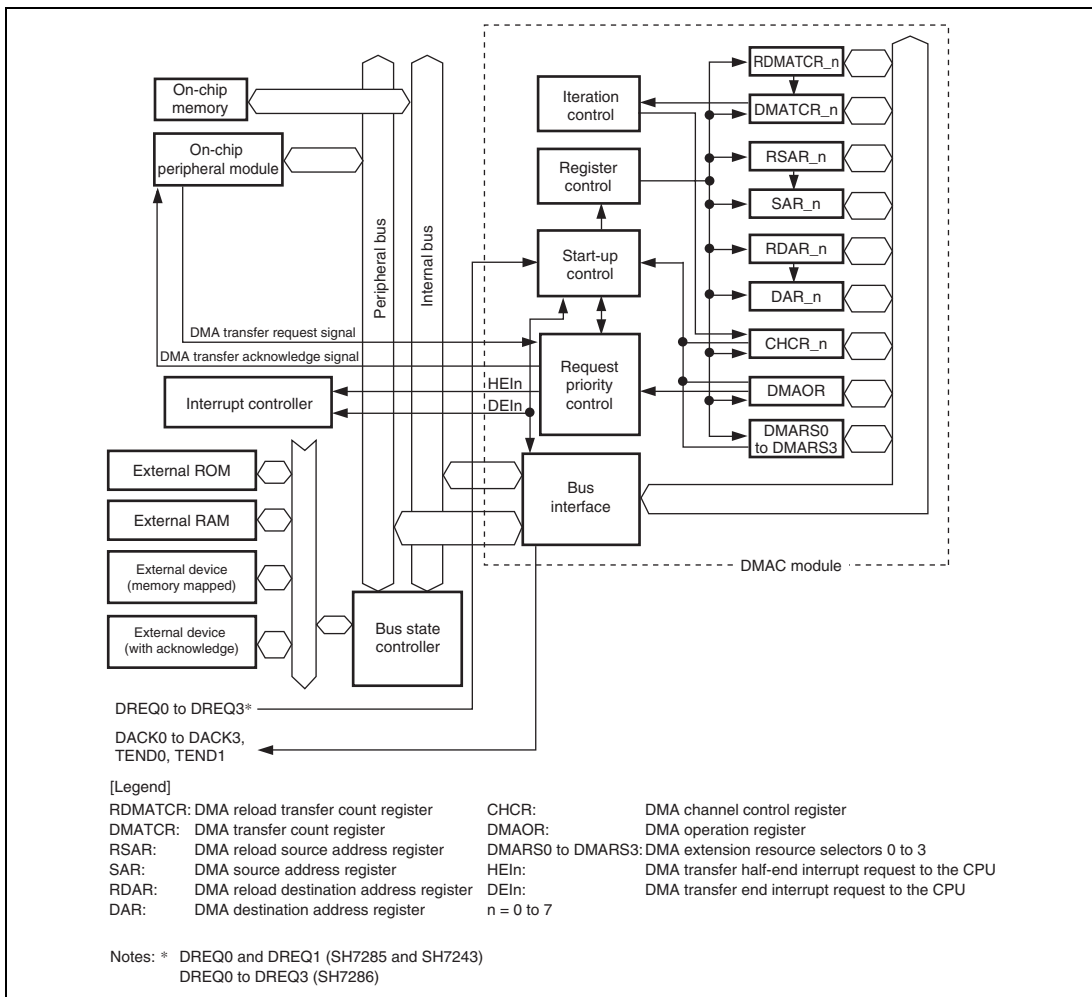 On-chip
memory
On-chip
peripheral module
Peripheral bus
Internal bus
Iteration
control
Register
control
Start-up
control
Request
priority
control
Bus
interface
RDMATCR_n
DMATCR_n
RSAR_n
SAR_n
RDAR_n
DAR_n
CHCR_n
DMAOR
DMARS0
to DMARS3
DMA transfer request signal
DMA transfer acknowledge signal
HEIn
DEIn
Interrupt controller
External ROM
External RAM
External device
(memory mapped)
External device
(with acknowledge)
Bus state
controller
DMAC module
DREQ0 to DREQ3*
DACK0 to DACK3,
TEND0, TEND1
[Legend]
RDMATCR: DMA reload transfer count register
DMATCR: DMA transfer count register
RSAR: DMA reload source address register
SAR: DMA source address register
RDAR: DMA reload destination address register
DAR: DMA destination address register
CHCR: DMA channel control register
DMAOR: DMA operation register
DMARS0 to DMARS3: DMA extension resource selectors 0 to 3
HEIn: DMA transfer half-end interrupt request to the CPU
DEIn: DMA transfer end interrupt request to the CPU
n = 0 to 7
Notes: * DREQ0 and DREQ1 (SH7285 and SH7243)
DREQ0 to DREQ3 (SH7286)